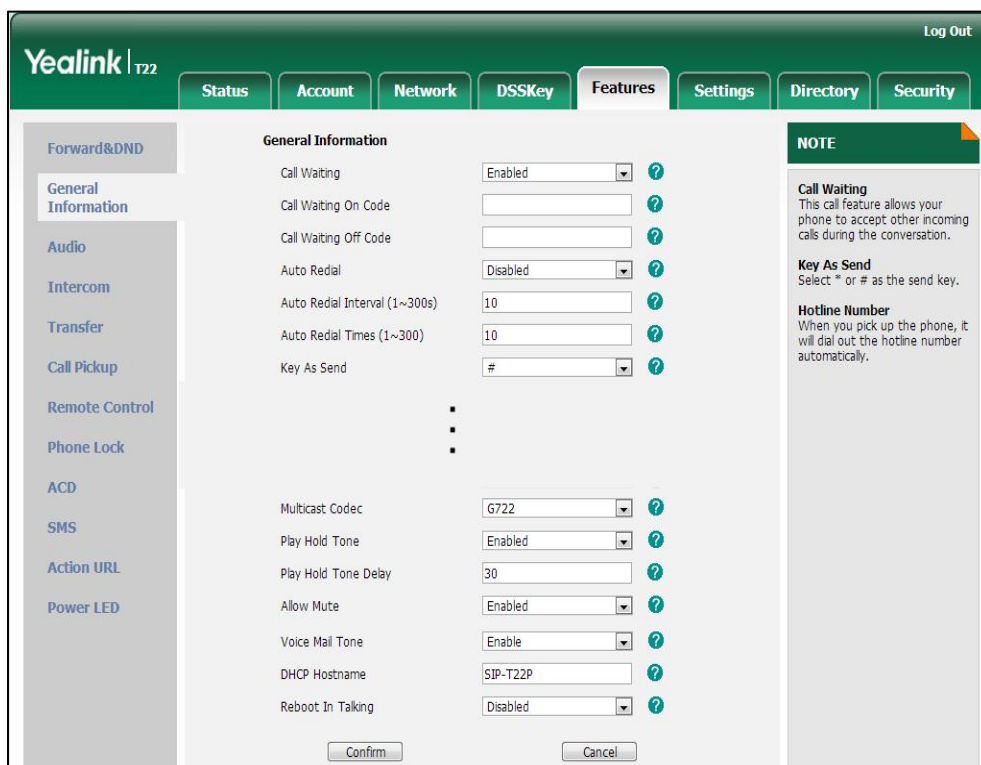 Log Out
Yealink T22
Status Account Network DSSKey Features Settings Directory Security
Forward&DND
General
Information
Audio
Intercom
Transfer
Call Pickup
Remote Control
Phone Lock
ACD
SMS
Action URL
Power LED
General Information
Call Waiting Enabled ?
Call Waiting On Code ?
Call Waiting Off Code ?
Auto Redial Disabled ?
Auto Redial Interval (1~300s) 10 ?
Auto Redial Times (1~300) 10 ?
Key As Send # ?
Multicast Codec G722 ?
Play Hold Tone Enabled ?
Play Hold Tone Delay 30 ?
Allow Mute Enabled ?
Voice Mail Tone Enable ?
DHCP Hostname SIP-T22P ?
Reboot In Talking Disabled ?
Confirm Cancel
NOTE
Call Waiting
This call feature allows your
phone to accept other incoming
calls during the conversation.
Key As Send
Select * or # as the send key.
Hotline Number
When you pick up the phone, it
will dial out the hotline number
automatically.